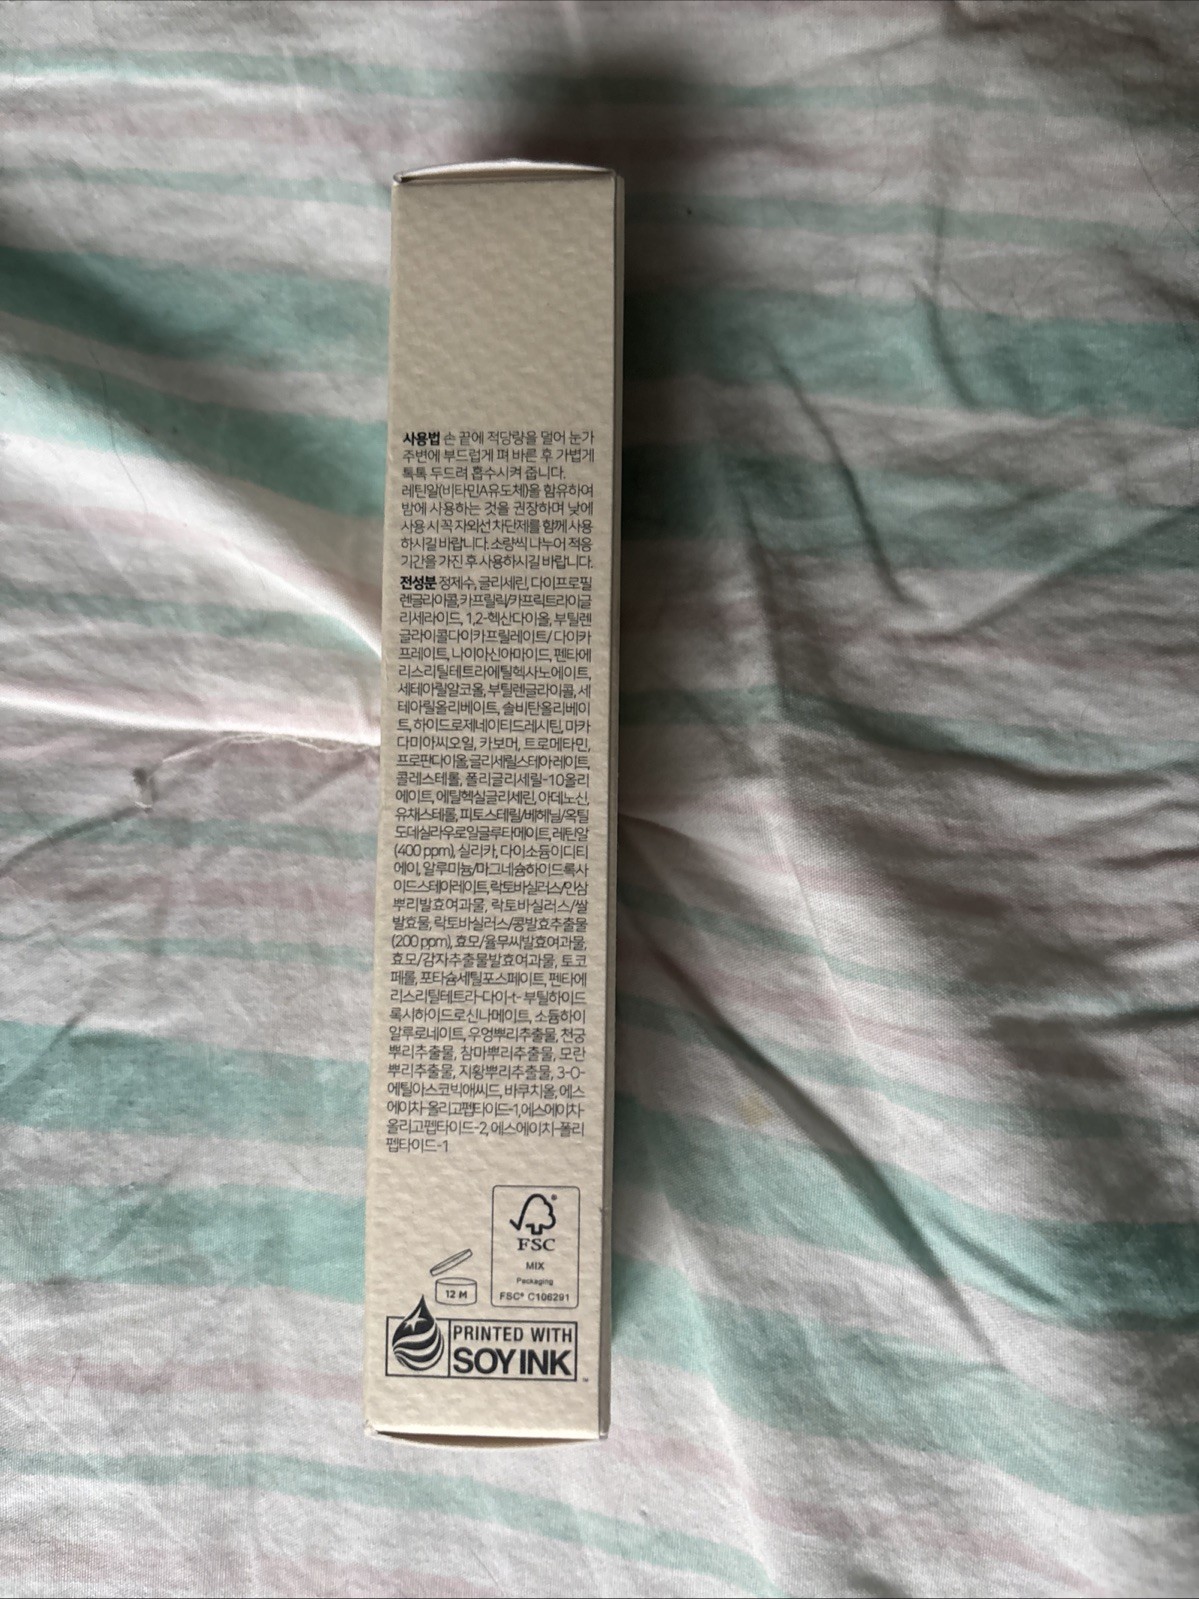 사용법 손 끝에 적당량을 덜어 눈가
주변에 부드럽게 펴 바른 후 가볍게
톡톡 두드려 흡수시켜 줍니다.
레틴알(비타민A유도체)을 함유하여
밤에 사용하는 것을 권장하며 낮에
사용 시 꼭 자외선 차단제를 함께 사용
하시길 바랍니다. 소량씩 나누어 적응
기간을 가진 후 사용하시길 바랍니다.
전성분 정제수, 글리세린, 다이프로필
렌글라이콜, 카프릴릭/카프릭트라이글
리세라이드, 1,2-헥산다이올, 부틸렌
글라이콜다이카프릴레이트/ 다이카
프레이트, 나이아신아마이드, 펜타에
리스리틸테트라에틸헥사노에이트,
세테아릴알코올, 부틸렌글라이콜, 세
테아릴올리베이트, 솔비탄올리베이
트, 하이드로제네이티드레시틴, 마카
다미아씨오일, 카보머, 트로메타민,
프로판다이올, 글리세릴스테아레이트,
콜레스테롤, 폴리글리세릴-10올리
에이트, 에틸헥실글리세린, 아데노신,
유채스테롤, 피토스테릴/베헤닐/옥틸
도데실라우로일글루타메이트, 레틴알
(400 ppm), 실리카, 다이소듐이디티
에이, 알루미늄/마그네슘하이드록사
이드스테아레이트, 락토바실러스/인삼
뿌리발효여과물, 락토바실러스/쌀
발효물, 락토바실러스/콩발효추출물
(200 ppm), 효모/율무씨발효여과물,
효모/감자추출물발효여과물, 토코
페롤, 포타슘세틸포스페이트, 펜타에
리스리틸테트라-다이-t- 부틸하이드
록시하이드로신나메이트, 소듐하이
알루로네이트, 우엉뿌리추출물, 천궁
뿌리추출물, 참마뿌리추출물, 모란
뿌리추출물, 지황뿌리추출물, 3-O-
에틸아스코빅애씨드, 바쿠치올, 에스
에이치-올리고펩타이드-1, 에스에이치-
올리고펩타이드-2, 에스에이치-폴리
펩타이드-1
FSC
MIX
Packaging
FSC® C106291
12 M
PRINTED WITH
SOY INK